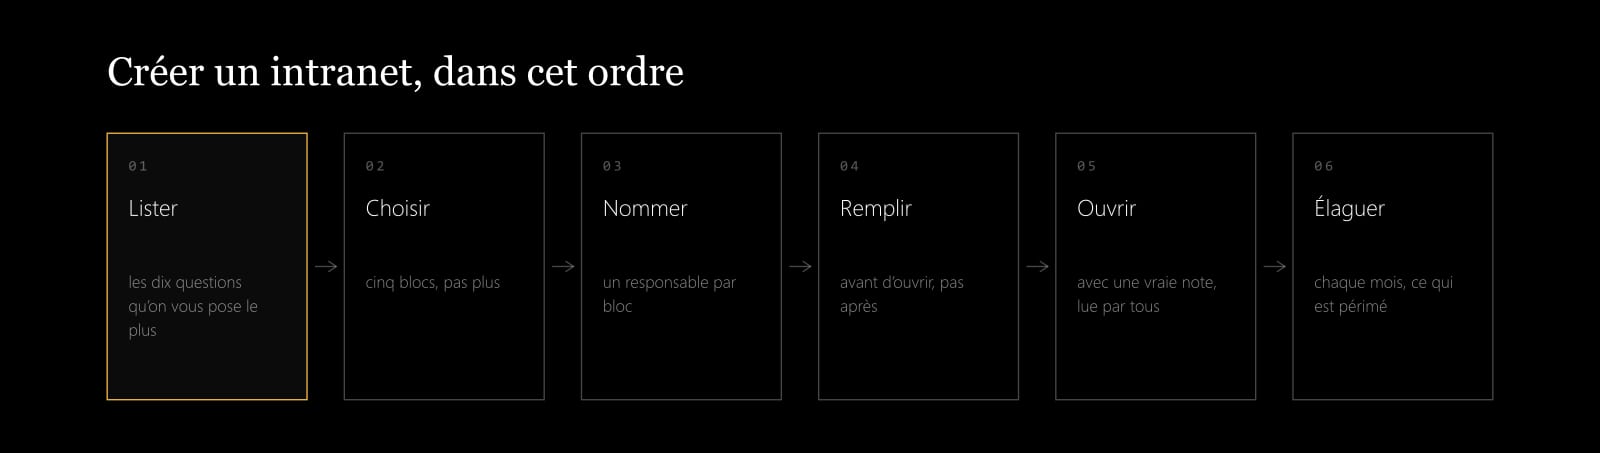 Créer un intranet, dans cet ordre
01
Lister
les dix questions
qu’on vous pose le
plus
02
Choisir
cinq blocs, pas plus
03
Nommer
un responsable par
bloc
04
Remplir
avant d’ouvrir, pas
après
05
Ouvrir
avec une vraie note,
lue par tous
06
Élaguer
chaque mois, ce qui
est périmé